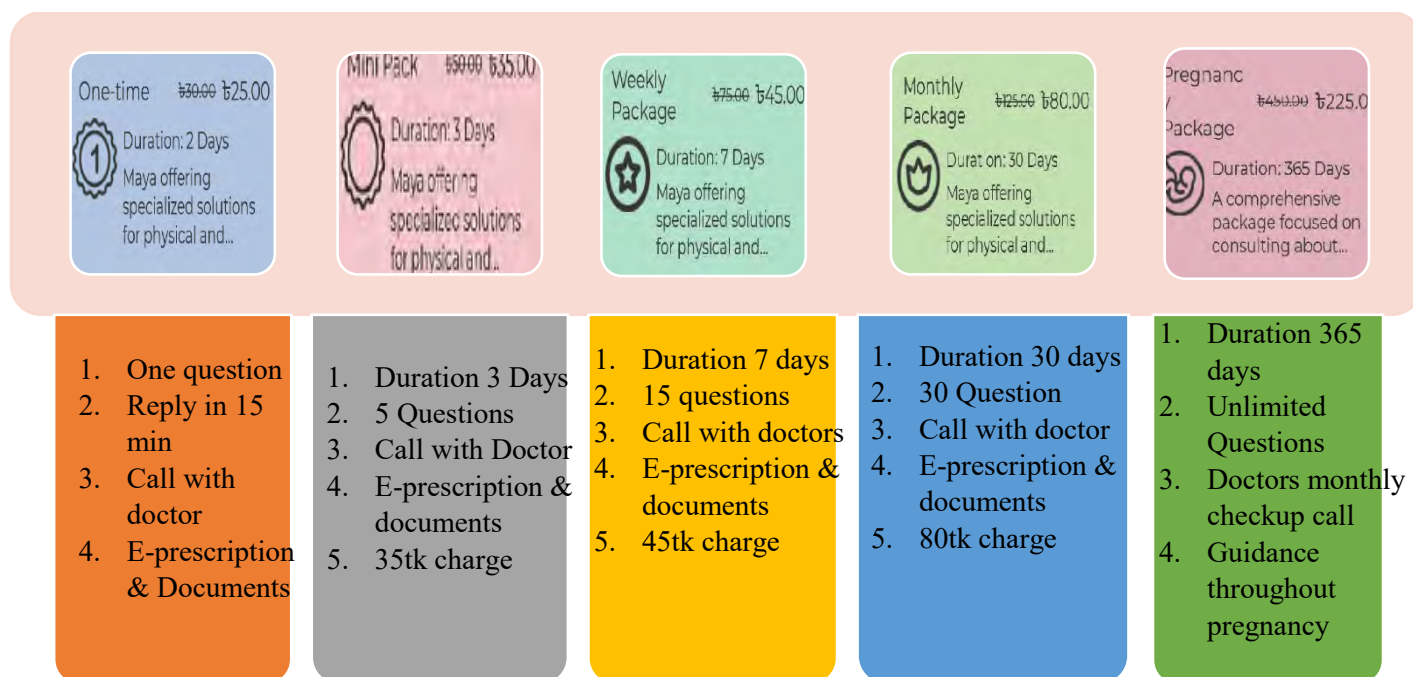 One-time ৳30.00 ৳25.00
Duration: 2 Days
1
Maya offering
specialized solutions
for physical and...
Mini Pack ৳50.00 ৳35.00
Duration: 3 Days
Maya offering
specialized solutions
for physical and...
Weekly
Package
৳75.00 ৳45.00
Duration: 7 Days
Maya offering
specialized solutions
for physical and...
Monthly
Package
৳125.00 ৳80.00
Durat on: 30 Days
Maya offering
specialized solutions
for physical and...
Pregnanc
y
Package
৳450.00 ৳225.0
Duration: 365 Days
A comprehensive
package focused on
consulting about...
1. One question
2. Reply in 15
min
3. Call with
doctor
4. E-prescription
& Documents
1. Duration 3 Days
2. 5 Questions
3. Call with Doctor
4. E-prescription &
documents
5. 35tk charge
1. Duration 7 days
2. 15 questions
3. Call with doctors
4. E-prescription &
documents
5. 45tk charge
1. Duration 30 days
2. 30 Question
3. Call with doctor
4. E-prescription &
documents
5. 80tk charge
1. Duration 365
days
2. Unlimited
Questions
3. Doctors monthly
checkup call
4. Guidance
throughout
pregnancy